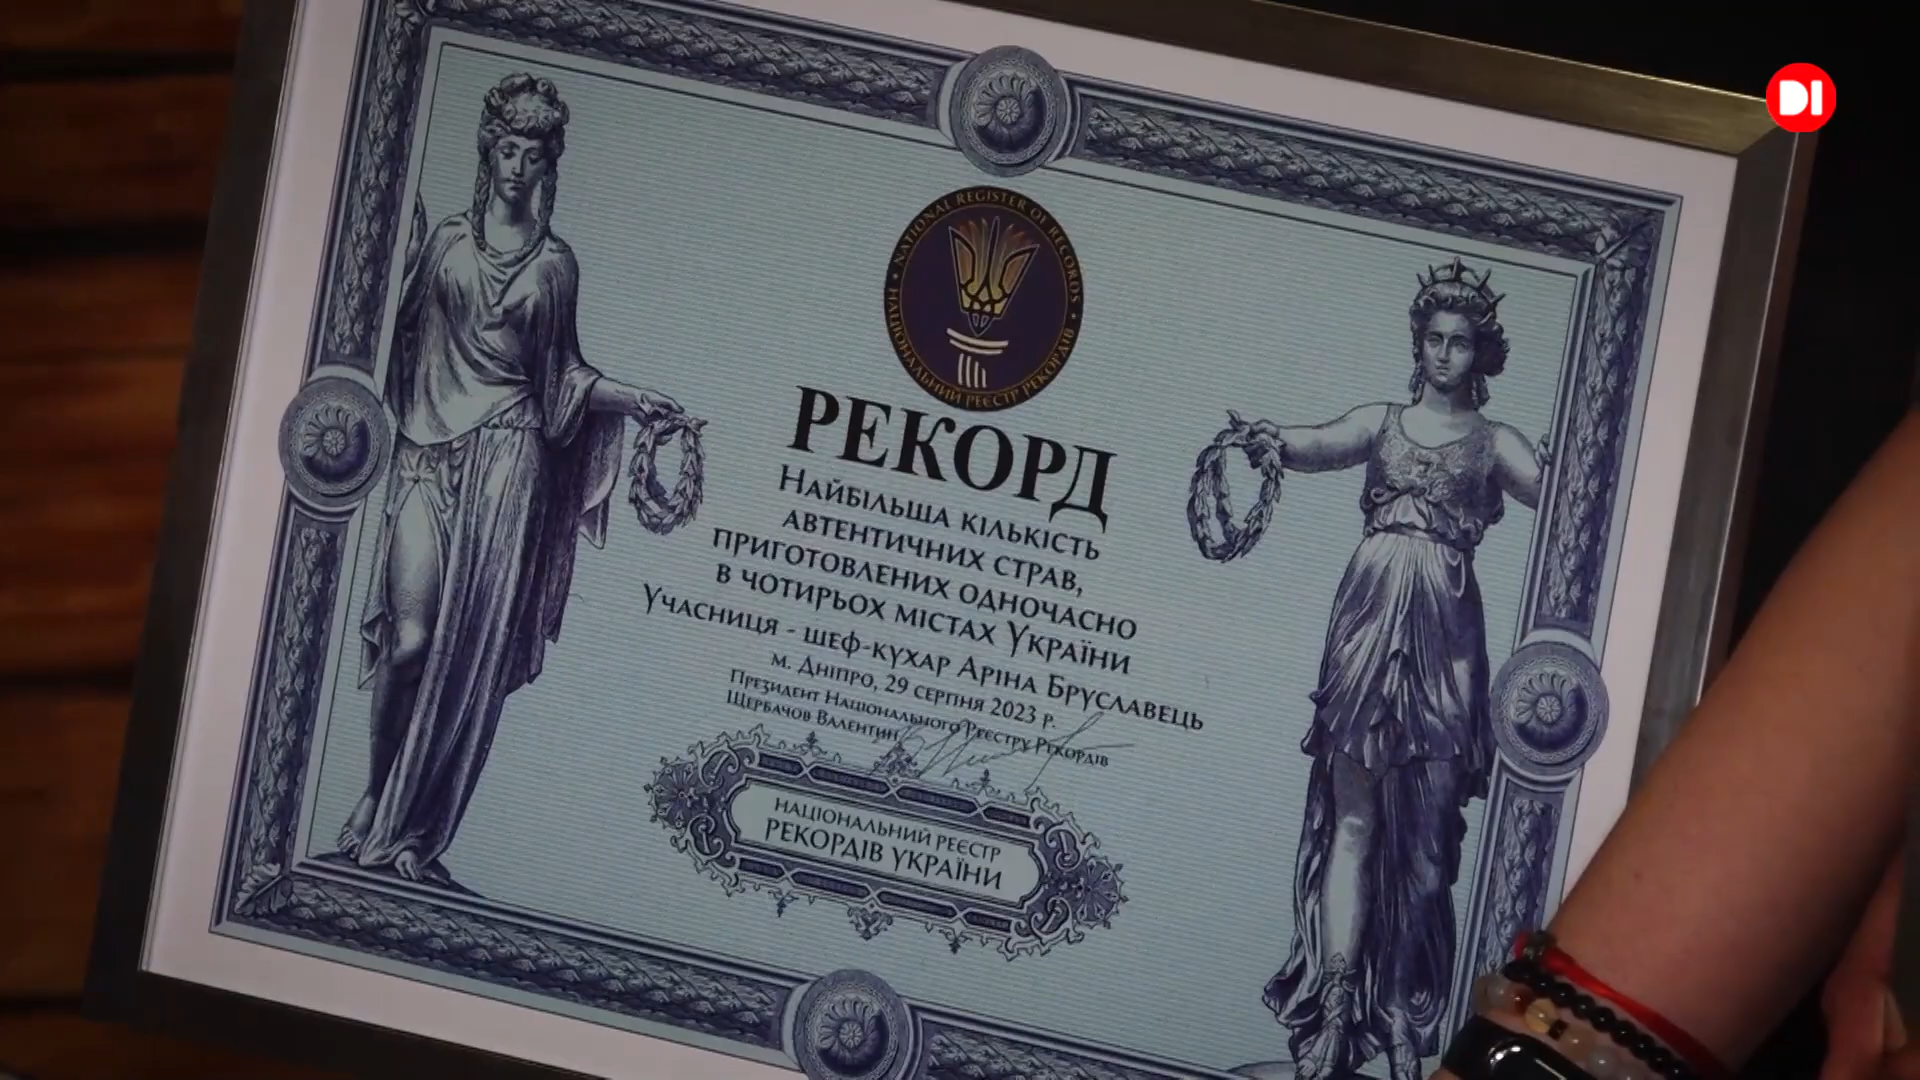 DI
NATIONAL REGISTER OF RECORDS
НАЦІОНАЛЬНИЙ РЕЄСТР РЕКОРДІВ
РЕКОРД
НАЙБІЛЬША КІЛЬКІСТЬ
АВТЕНТИЧНИХ СТРАВ,
ПРИГОТОВЛЕНИХ ОДНОЧАСНО
В ЧОТИРЬОХ МІСТАХ УКРАЇНИ
УЧАСНИЦЯ - ШЕФ-КУХАР АРІНА БРУСЛАВЕЦЬ
М. ДНІПРО, 29 СЕРПНЯ 2023 Р.
ПРЕЗИДЕНТ НАЦІОНАЛЬНОГО РЕЄСТРУ РЕКОРДІВ
ЩЕРБАЧОВ ВАЛЕНТИН
НАЦІОНАЛЬНИЙ РЕЄСТР
РЕКОРДІВ УКРАЇНИ